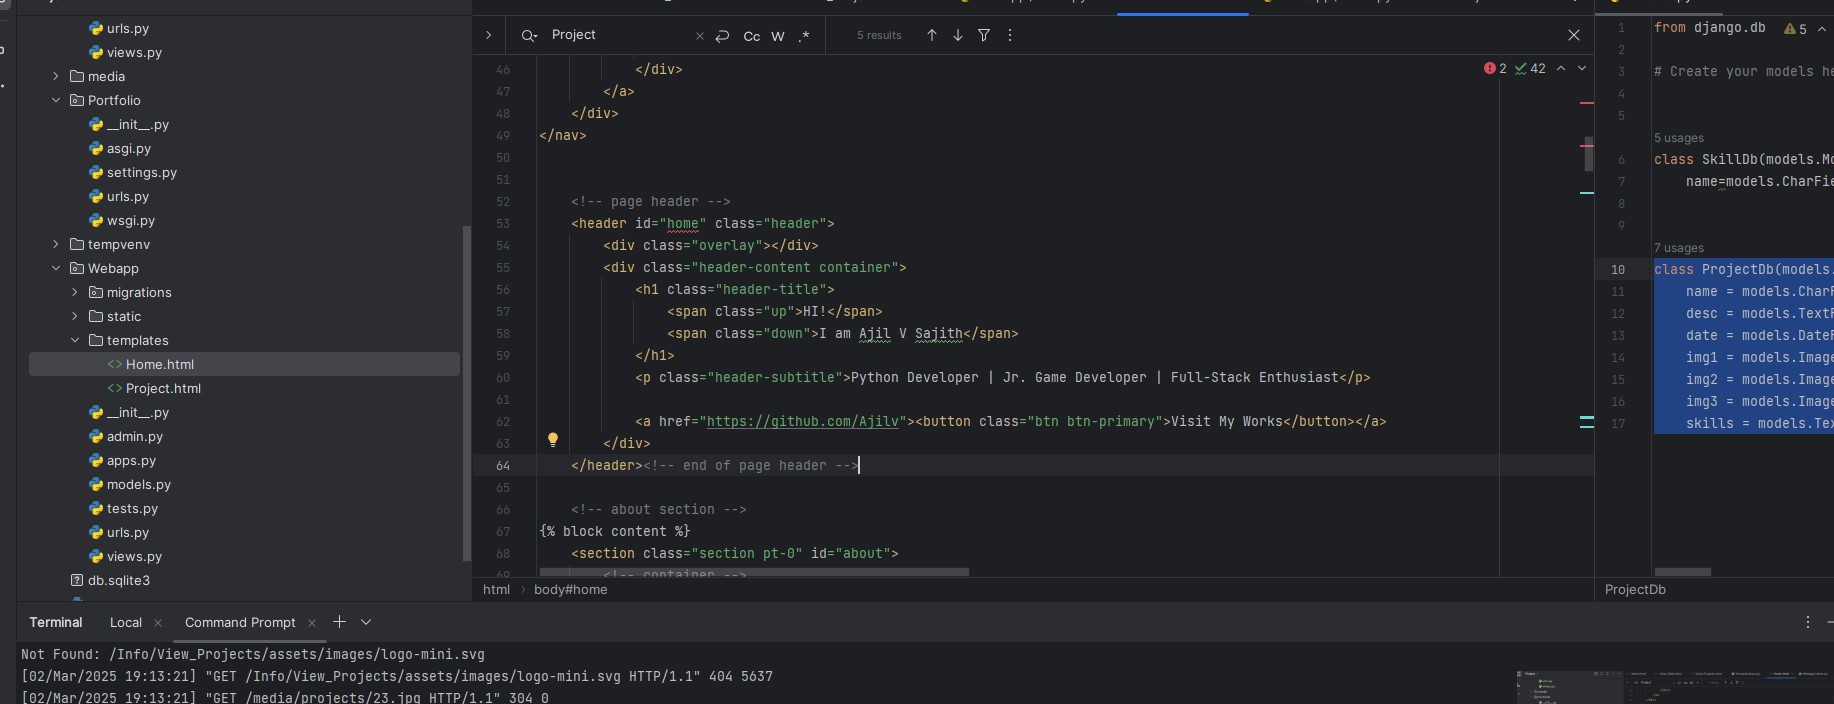 urls.py
views.py
media
Portfolio
__init__.py
asgi.py
settings.py
urls.py
wsgi.py
tempvenv
Webapp
migrations
static
templates
Home.html
Project.html
__init__.py
admin.py
apps.py
models.py
tests.py
urls.py
views.py
db.sqlite3
Project
Cc W .*
5 results
2 42
46 </div>
47 </a>
48 </div>
49 </nav>
50
51
52 <!-- page header -->
53 <header id="home" class="header">
54 <div class="overlay"></div>
55 <div class="header-content container">
56 <h1 class="header-title">
57 <span class="up">HI!</span>
58 <span class="down">I am Ajil V Sajith</span>
59 </h1>
60 <p class="header-subtitle">Python Developer | Jr. Game Developer | Full-Stack Enthusiast</p>
61
62 <a href="https://github.com/Ajilv"><button class="btn btn-primary">Visit My Works</button></a>
63 </div>
64 </header><!-- end of page header -->
65
66 <!-- about section -->
67 {% block content %}
68 <section class="section pt-0" id="about">
69 <!-- container -->
html > body#home
1 from django.db
5
2
3 # Create your models he
4
5
5 usages
6 class SkillDb(models.Mo
7 name=models.CharFie
8
9
7 usages
10 class ProjectDb(models.
11 name = models.CharF
12 desc = models.TextF
13 date = models.DateF
14 img1 = models.Image
15 img2 = models.Image
16 img3 = models.Image
17 skills = models.Tex
ProjectDb
Terminal Local Command Prompt
Not Found: /Info/View_Projects/assets/images/logo-mini.svg
[02/Mar/2025 19:13:21] "GET /Info/View_Projects/assets/images/logo-mini.svg HTTP/1.1" 404 5637
[02/Mar/2025 19:13:21] "GET /media/projects/23.jpg HTTP/1.1" 304 0